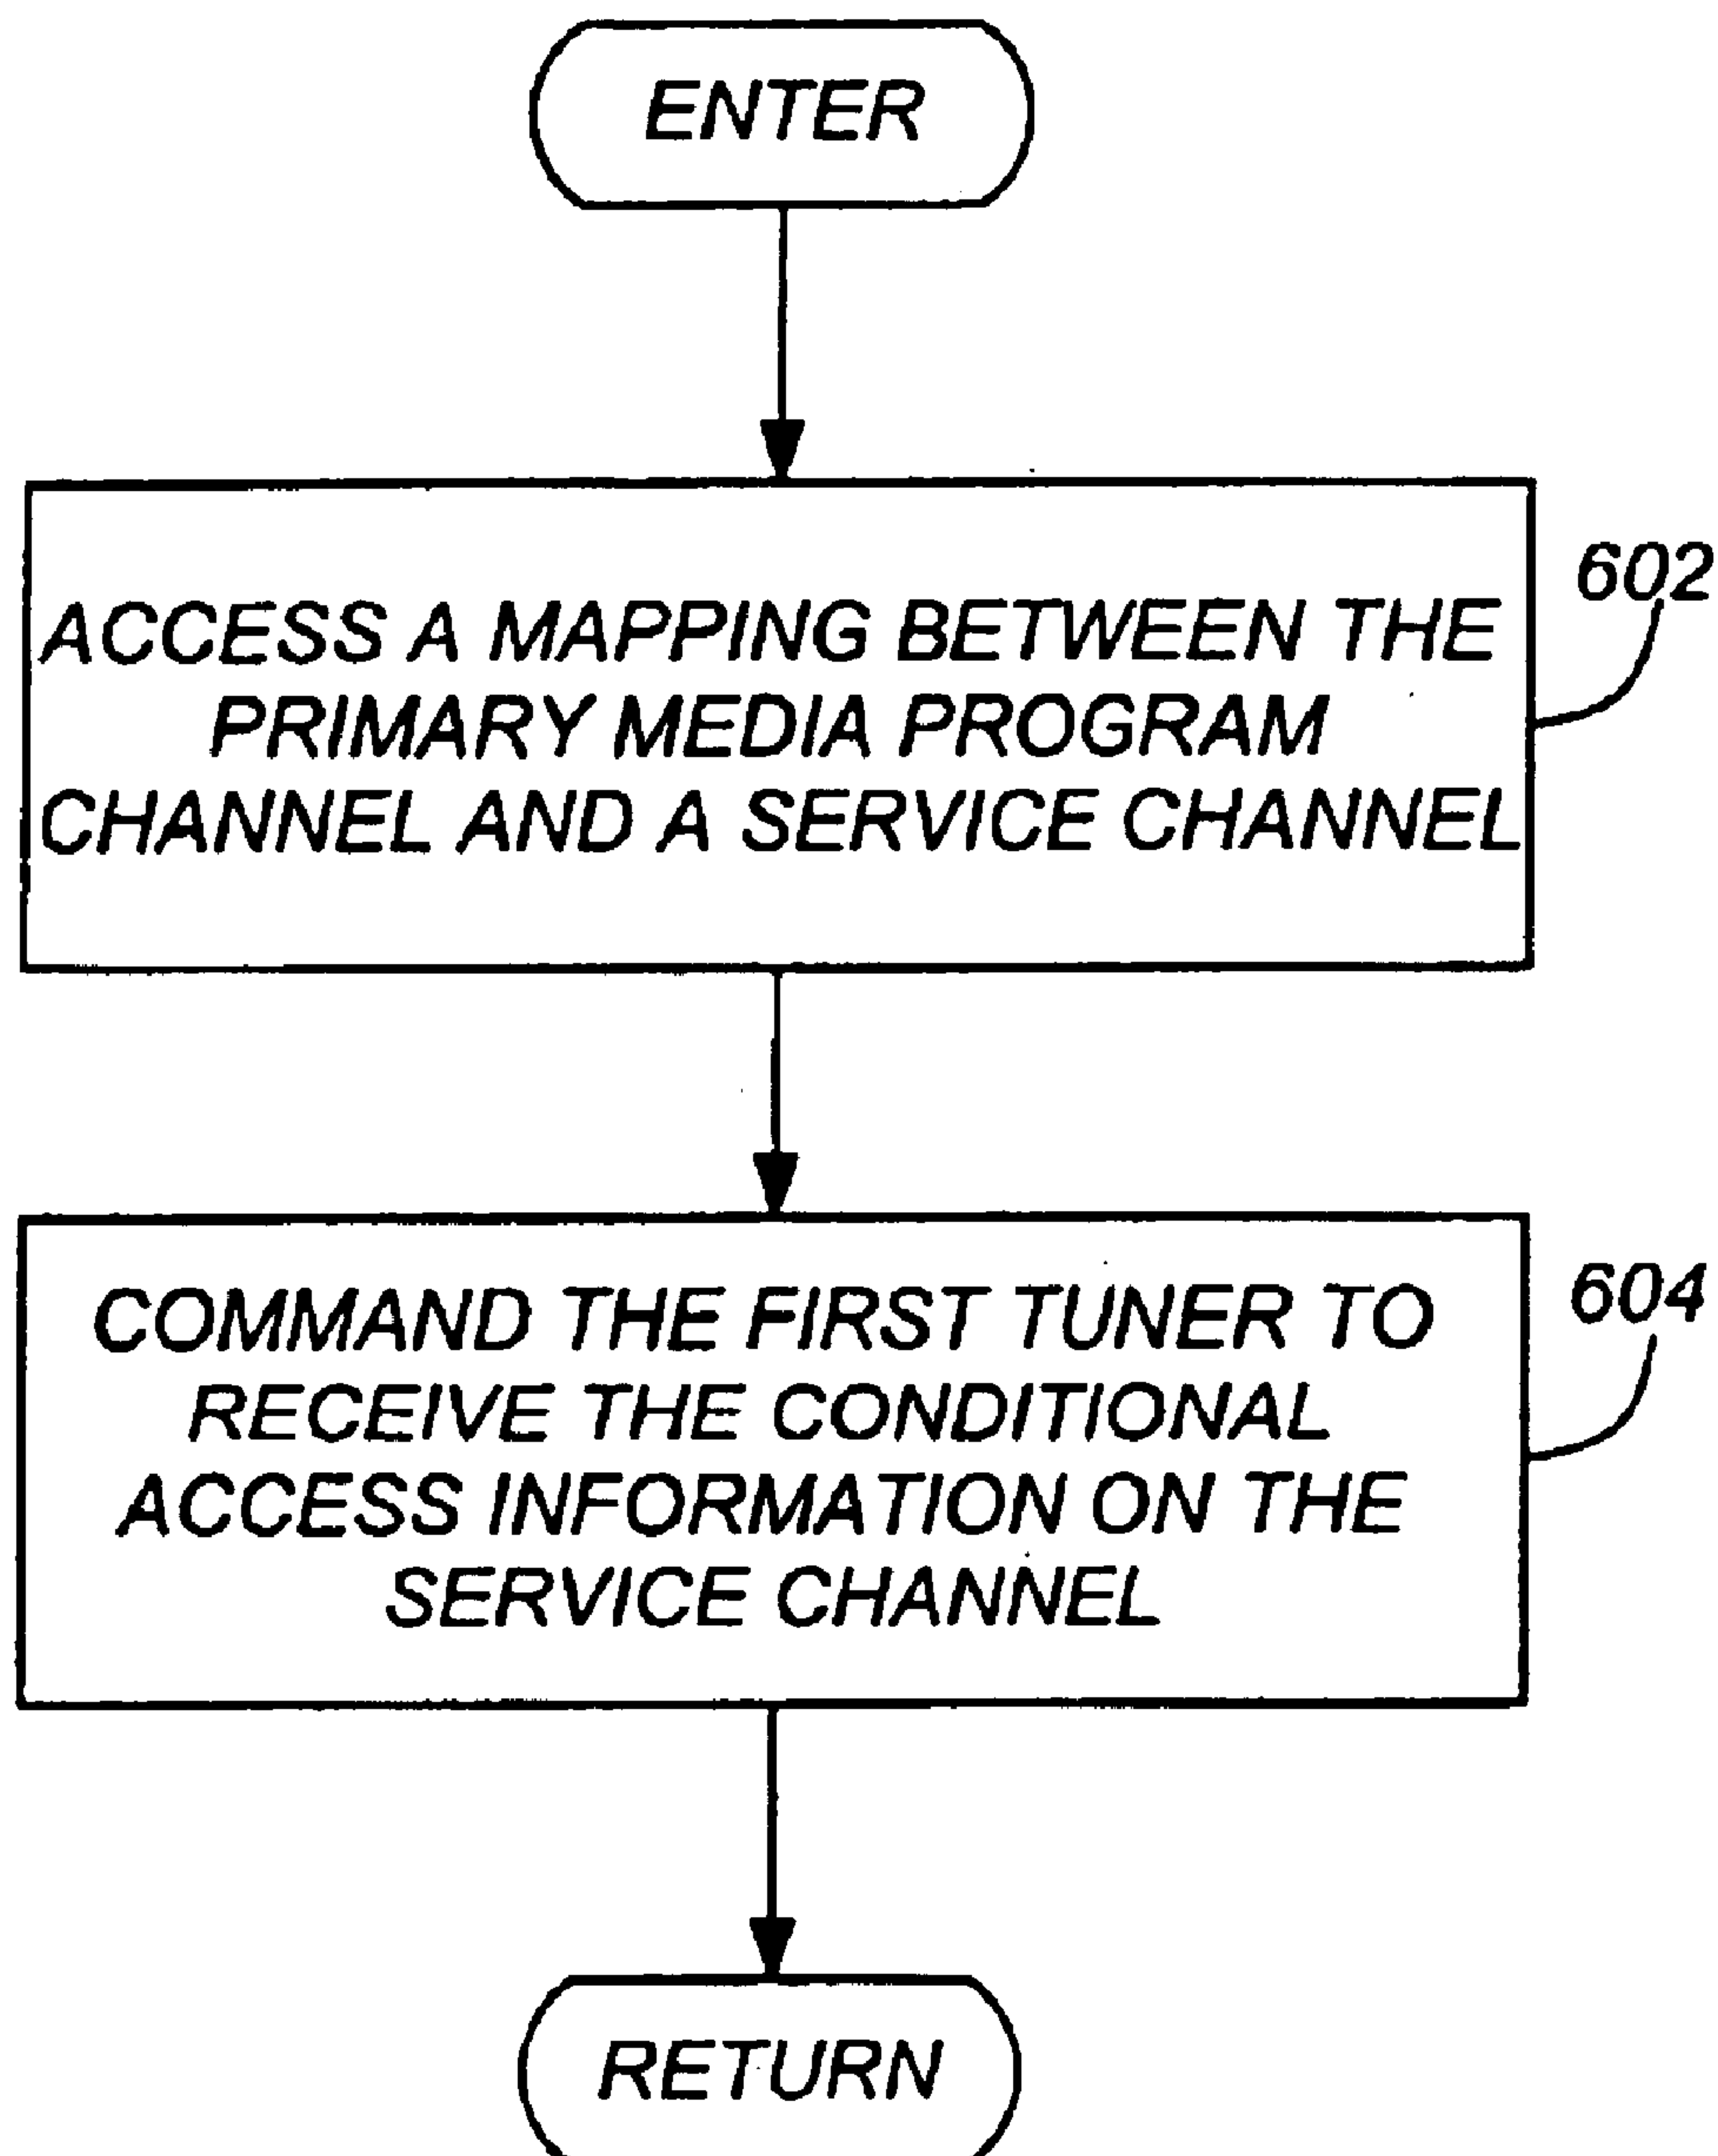 ENTER
ACCESS A MAPPING BETWEEN THE
PRIMARY MEDIA PROGRAM
CHANNEL AND A SERVICE CHANNEL
602
COMMAND THE FIRST TUNER TO
RECEIVE THE CONDITIONAL
ACCESS INFORMATION ON THE
SERVICE CHANNEL
604
RETURN